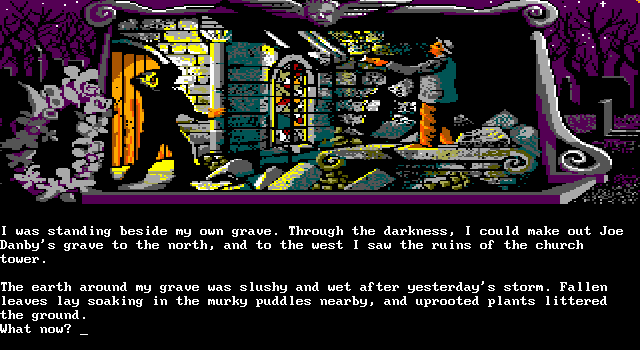 I was standing beside my own grave. Through the darkness, I could make out Joe
Danby's grave to the north, and to the west I saw the ruins of the church
tower.
The earth around my grave was slushy and wet after yesterday's storm. Fallen
leaves lay soaking in the murky puddles nearby, and uprooted plants littered
the ground.
What now? _